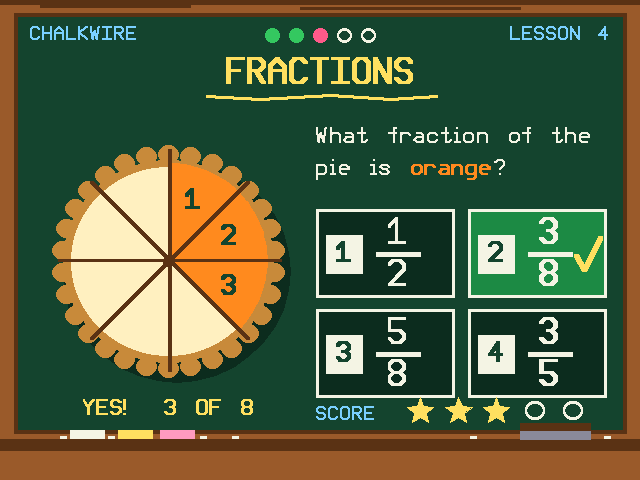 CHALKWIRE
LESSON 4
FRACTIONS
What fraction of the
pie is orange?
1
2
3
1 1/2
2 3/8
3 5/8
4 3/5
YES! 3 OF 8
SCORE